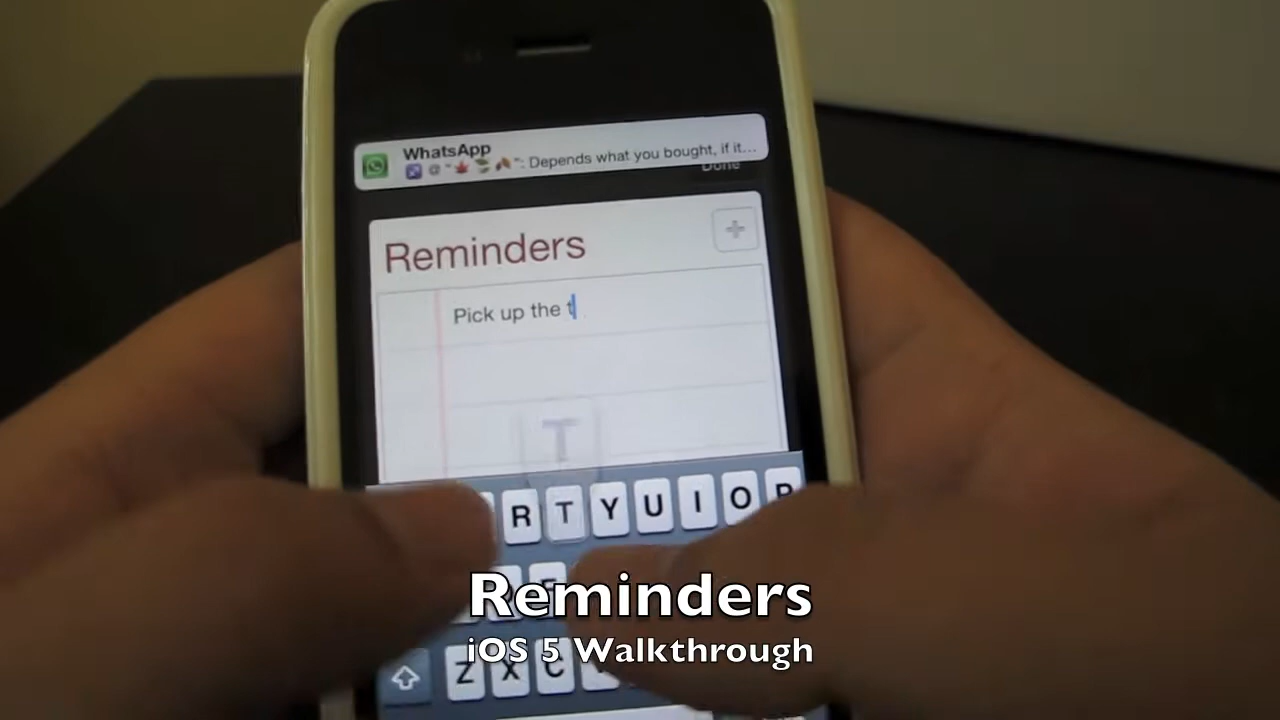 WhatsApp
@ "🍁🍃🍂": Depends what you bought, if it...
Done
Reminders
+
Pick up the t
T
R T Y U I O P
Z X C
Reminders
iOS 5 Walkthrough